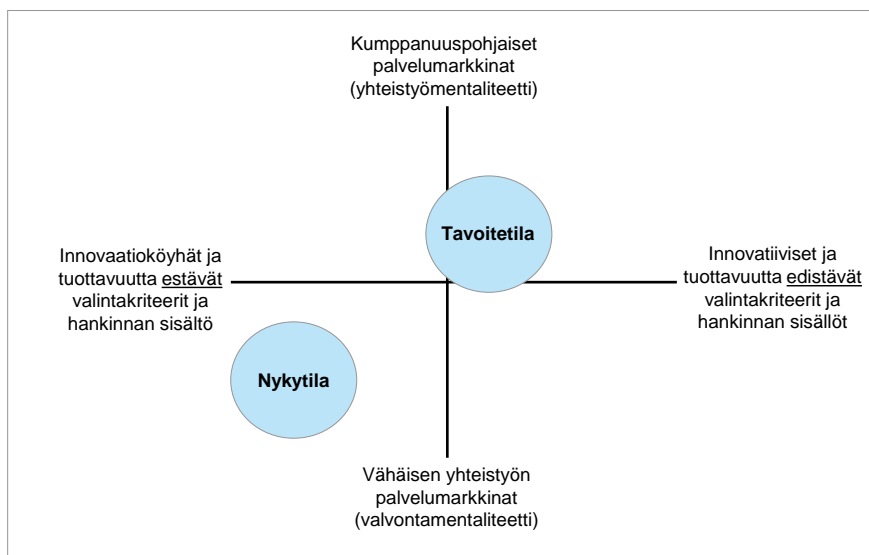 Kumppanuuspohjaiset
palvelumarkkinat
(yhteistyömentaliteetti)
Tavoitetila
Innovaatioköyhät ja
tuottavuutta estävät
valintakriteerit ja
hankinnan sisältö
Innovatiiviset ja
tuottavuutta edistävät
valintakriteerit ja
hankinnan sisällöt
Nykytila
Vähäisen yhteistyön
palvelumarkkinat
(valvontamentaliteetti)